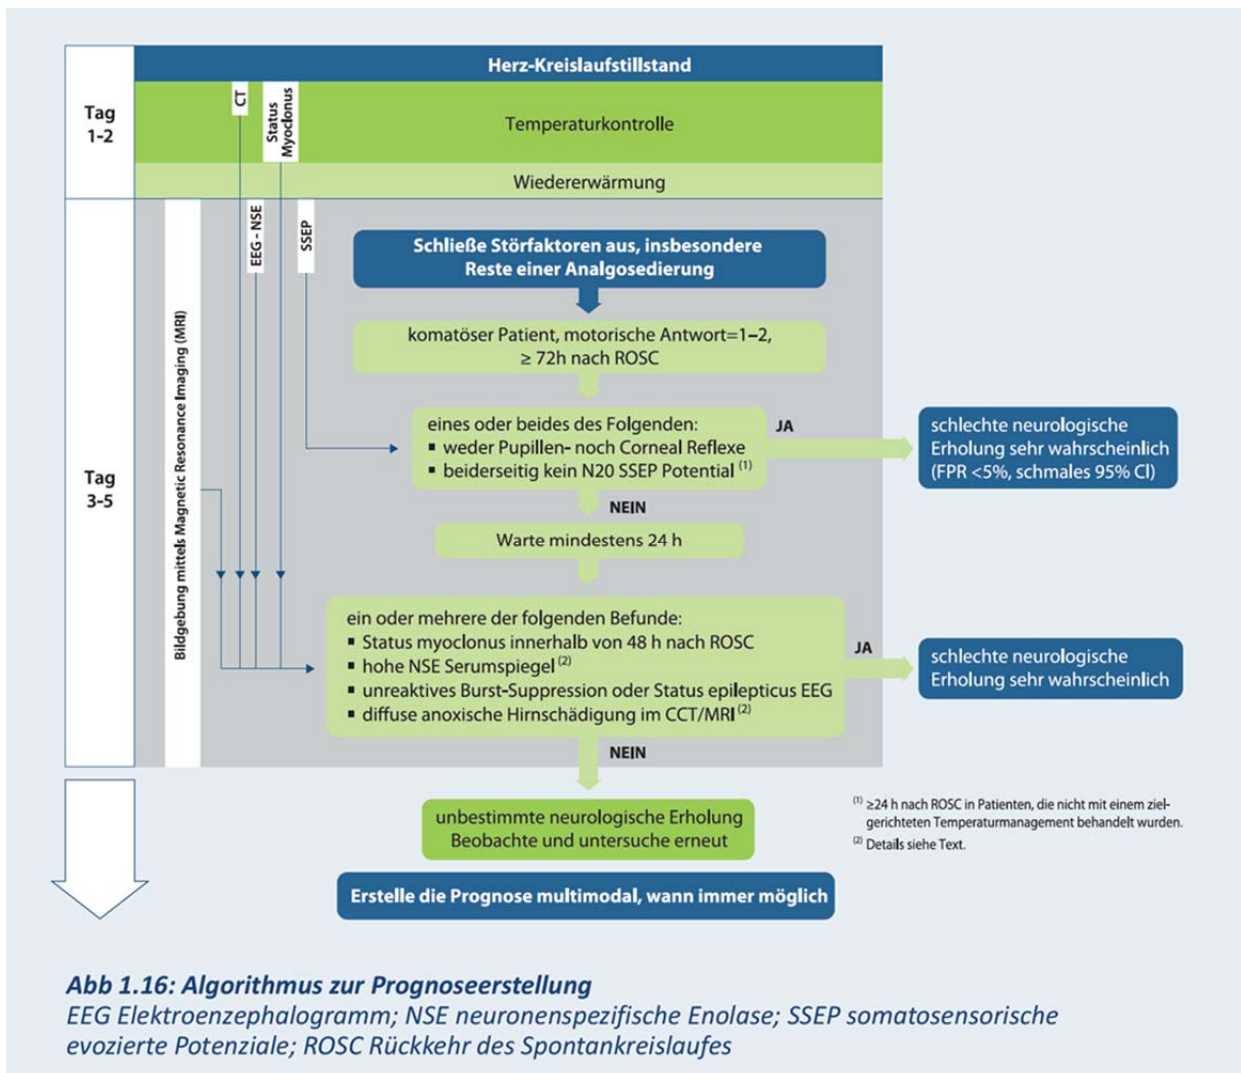 Herz-Kreislaufstillstand
Tag
1-2
CT
Status
Myoclonus
Temperaturkontrolle
Wiedererwärmung
Tag
3-5
Bildgebung mittels Magnetic Resonance Imaging (MRI)
EEG - NSE
SSEP
Schließe Störfaktoren aus, insbesondere
Reste einer Analgosedierung
komatöser Patient, motorische Antwort=1–2,
≥ 72h nach ROSC
eines oder beides des Folgenden:
▪ weder Pupillen- noch Corneal Reflexe
▪ beiderseitig kein N20 SSEP Potential (1)
JA
schlechte neurologische
Erholung sehr wahrscheinlich
(FPR <5%, schmales 95% Cl)
NEIN
Warte mindestens 24 h
ein oder mehrere der folgenden Befunde:
▪ Status myoclonus innerhalb von 48 h nach ROSC
▪ hohe NSE Serumspiegel (2)
▪ unreaktives Burst-Suppression oder Status epilepticus EEG
▪ diffuse anoxische Hirnschädigung im CCT/MRI (2)
JA
schlechte neurologische
Erholung sehr wahrscheinlich
NEIN
unbestimmte neurologische Erholung
Beobachte und untersuche erneut
(1) ≥24 h nach ROSC in Patienten, die nicht mit einem ziel-
gerichteten Temperaturmanagement behandelt wurden.
(2) Details siehe Text.
Erstelle die Prognose multimodal, wann immer möglich
Abb 1.16: Algorithmus zur Prognoseerstellung
EEG Elektroenzephalogramm; NSE neuronenspezifische Enolase; SSEP somatosensorische
evozierte Potenziale; ROSC Rückkehr des Spontankreislaufes